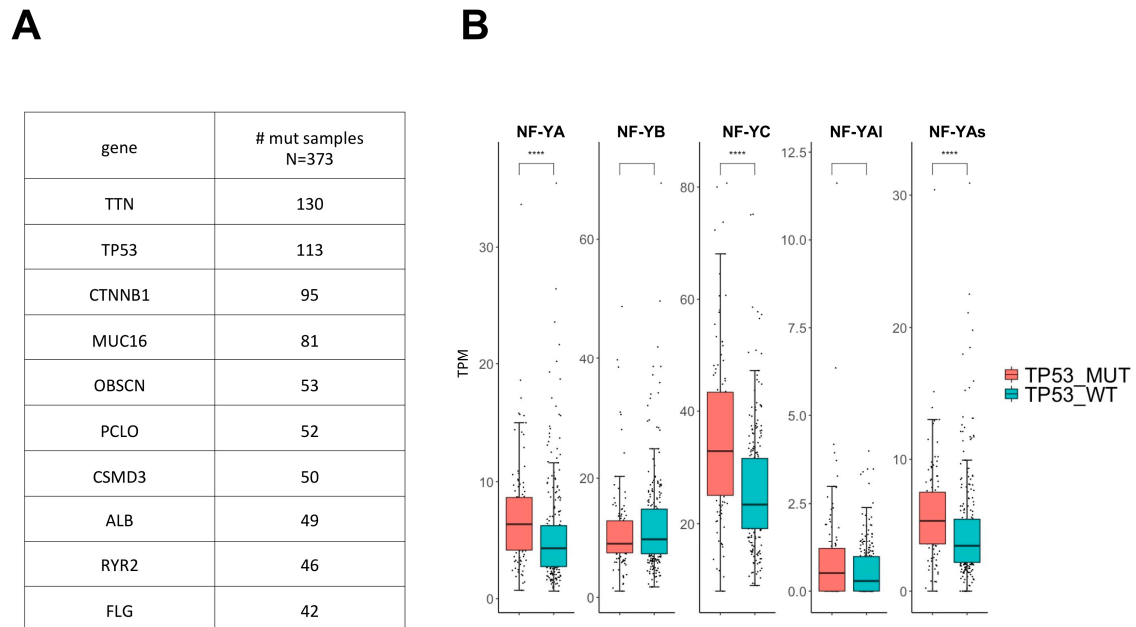 A
B
gene # mut samples
N=373
TTN 130
TP53 113
CTNNB1 95
MUC16 81
OBSCN 53
PCLO 52
CSMD3 50
ALB 49
RYR2 46
FLG 42
NF-YA NF-YB NF-YC NF-YAl NF-YAs
**** **** ****
TPM
30
20
10
0
60
40
20
0
80
60
40
20
12.5
10.0
7.5
5.0
2.5
0.0
30
20
10
0
TP53_MUT
TP53_WT